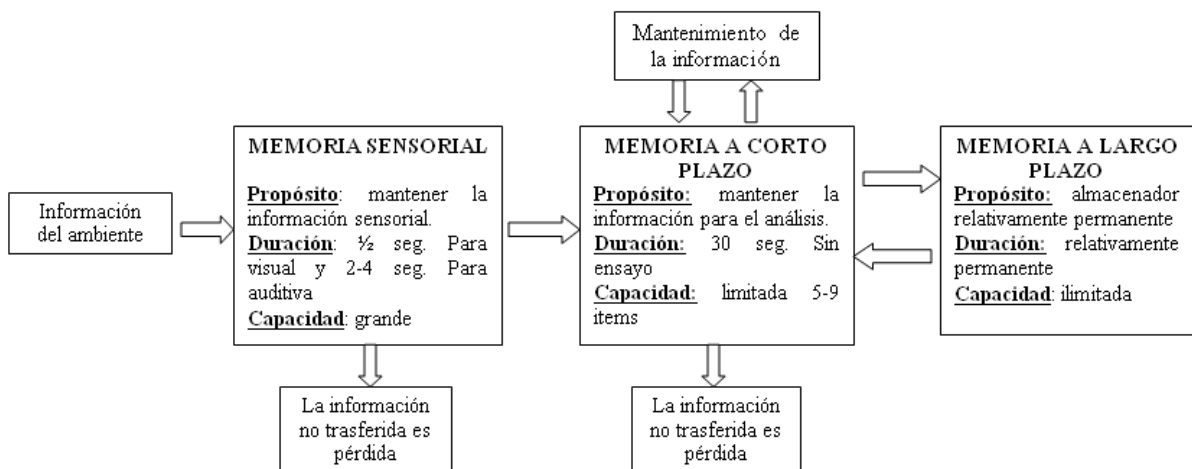 Mantenimiento de
la información
Información
del ambiente
MEMORIA SENSORIAL
Propósito: mantener la
información sensorial.
Duración: ½ seg. Para
visual y 2-4 seg. Para
auditiva
Capacidad: grande
MEMORIA A CORTO
PLAZO
Propósito: mantener la
información para el análisis.
Duración: 30 seg. Sin
ensayo
Capacidad: limitada 5-9
items
MEMORIA A LARGO
PLAZO
Propósito: almacenador
relativamente permanente
Duración: relativamente
permanente
Capacidad: ilimitada
La información
no trasferida es
pérdida
La información
no trasferida es
pérdida